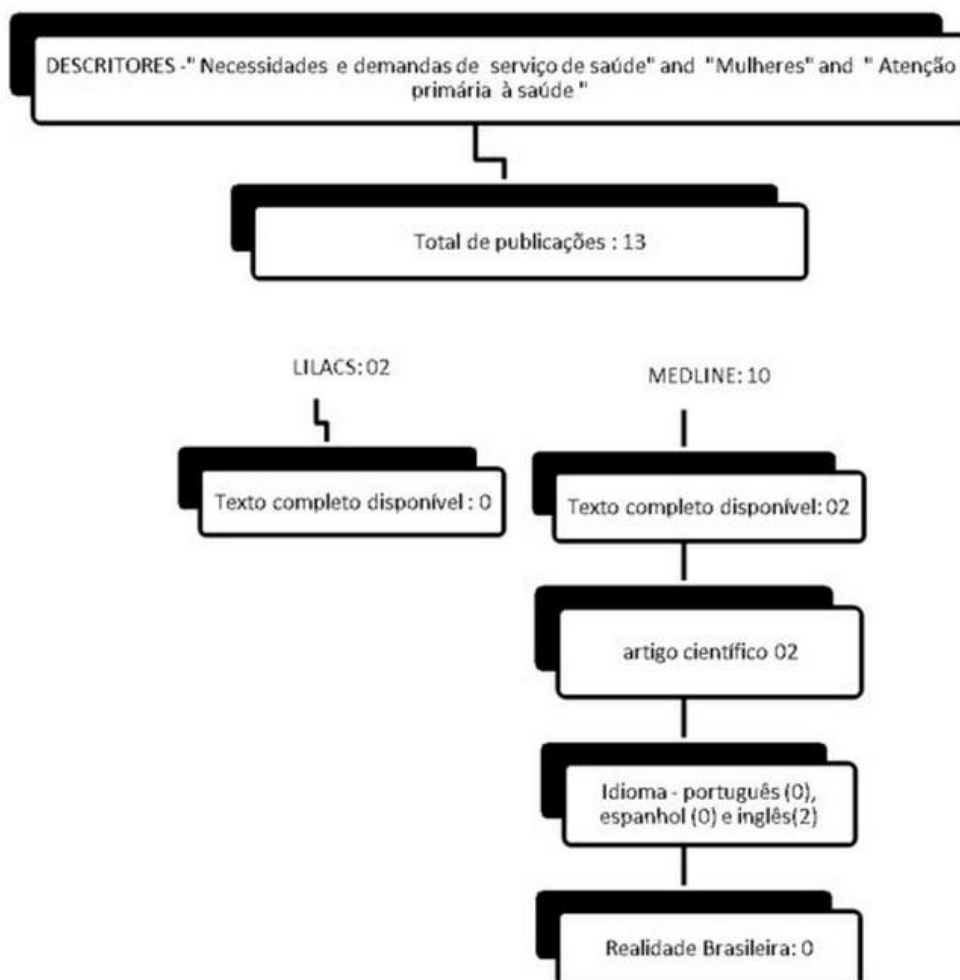 DESCRITORES -" Necessidades e demandas de serviço de saúde" and "Mulheres" and " Atenção
primária à saúde "
Total de publicações : 13
LILACS: 02
MEDLINE: 10
Texto completo disponível : 0
Texto completo disponível: 02
artigo científico 02
Idioma - português (0),
espanhol (0) e inglês(2)
Realidade Brasileira: 0